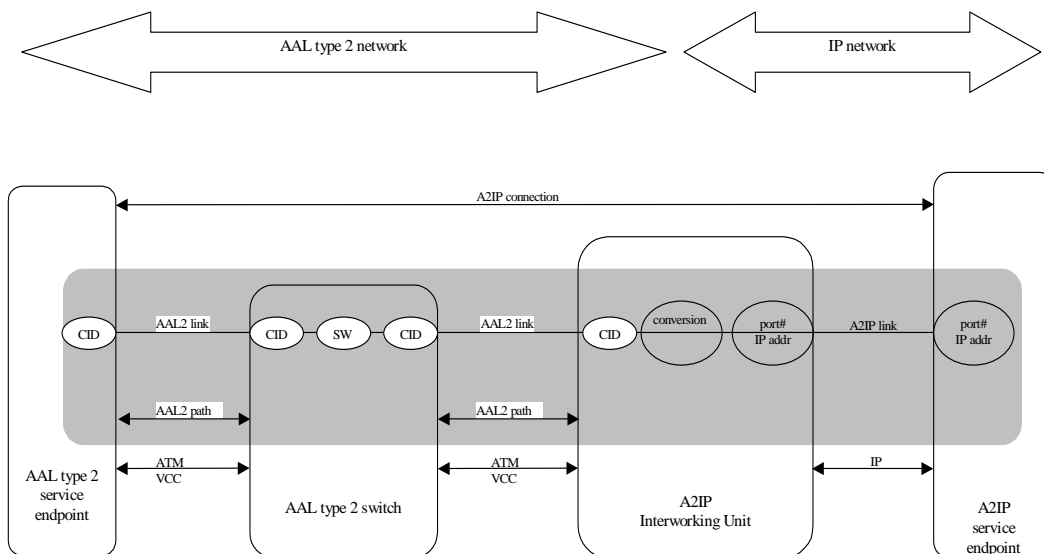 AAL type 2 network
IP network
A2IP connection
CID
AAL2 link
CID
SW
CID
AAL2 link
CID
conversion
port#
IP addr
A2IP link
port#
IP addr
AAL2 path
AAL2 path
ATM
VCC
ATM
VCC
IP
AAL type 2
service
endpoint
AAL type 2 switch
A2IP
Interworking Unit
A2IP
service
endpoint